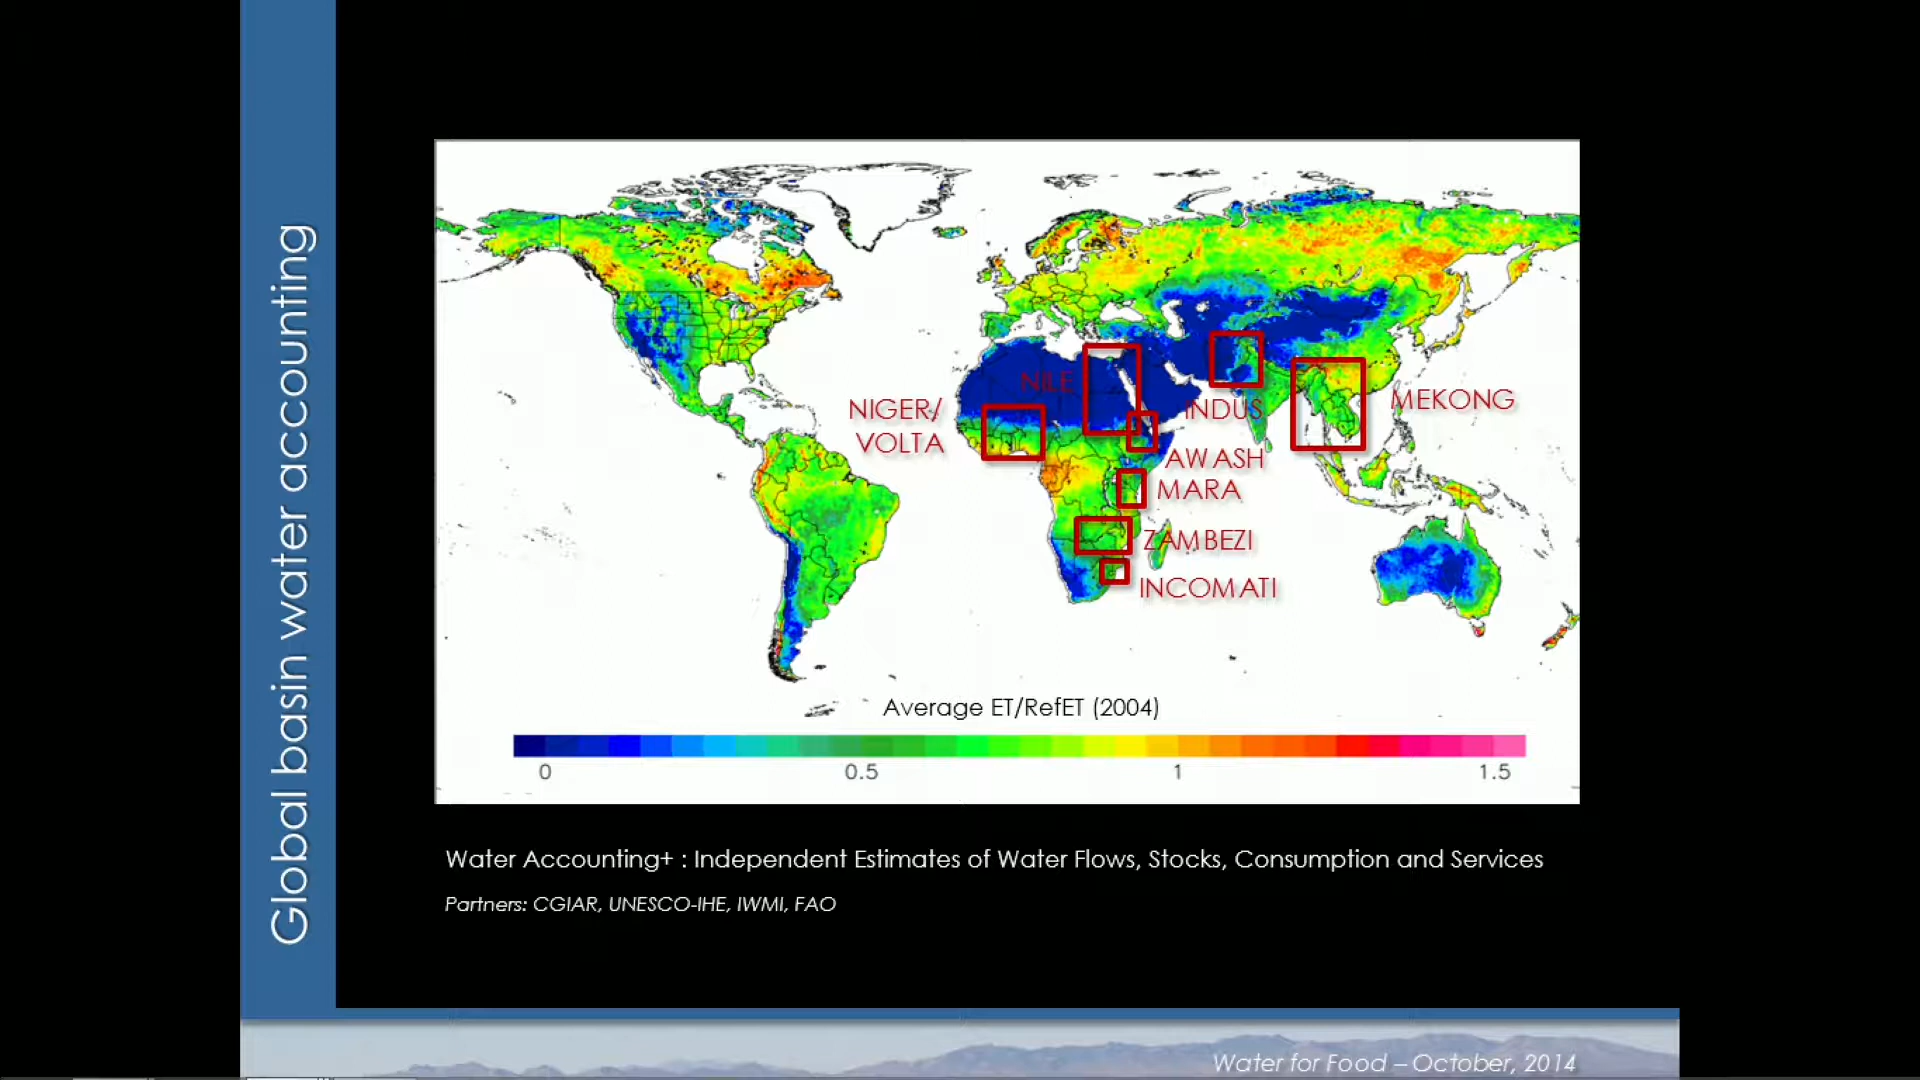 Global basin water accounting
NILE
NIGER/
VOLTA
INDUS
MEKONG
AWASH
MARA
ZAMBEZI
INCOMATI
Average ET/RefET (2004)
0 0.5 1 1.5
Water Accounting+ : Independent Estimates of Water Flows, Stocks, Consumption and Services
Partners: CGIAR, UNESCO-IHE, IWMI, FAO
Water for Food – October, 2014